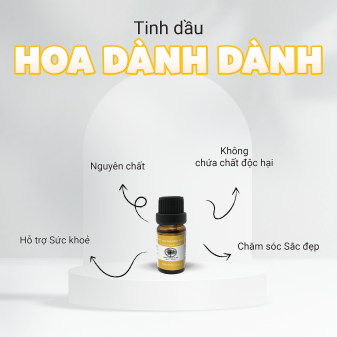 Tinh dầu
HOA DÀNH DÀNH
Nguyên chất
Không
chứa chất độc hại
Hỗ trợ Sức khoẻ
Chăm sóc Sắc đẹp